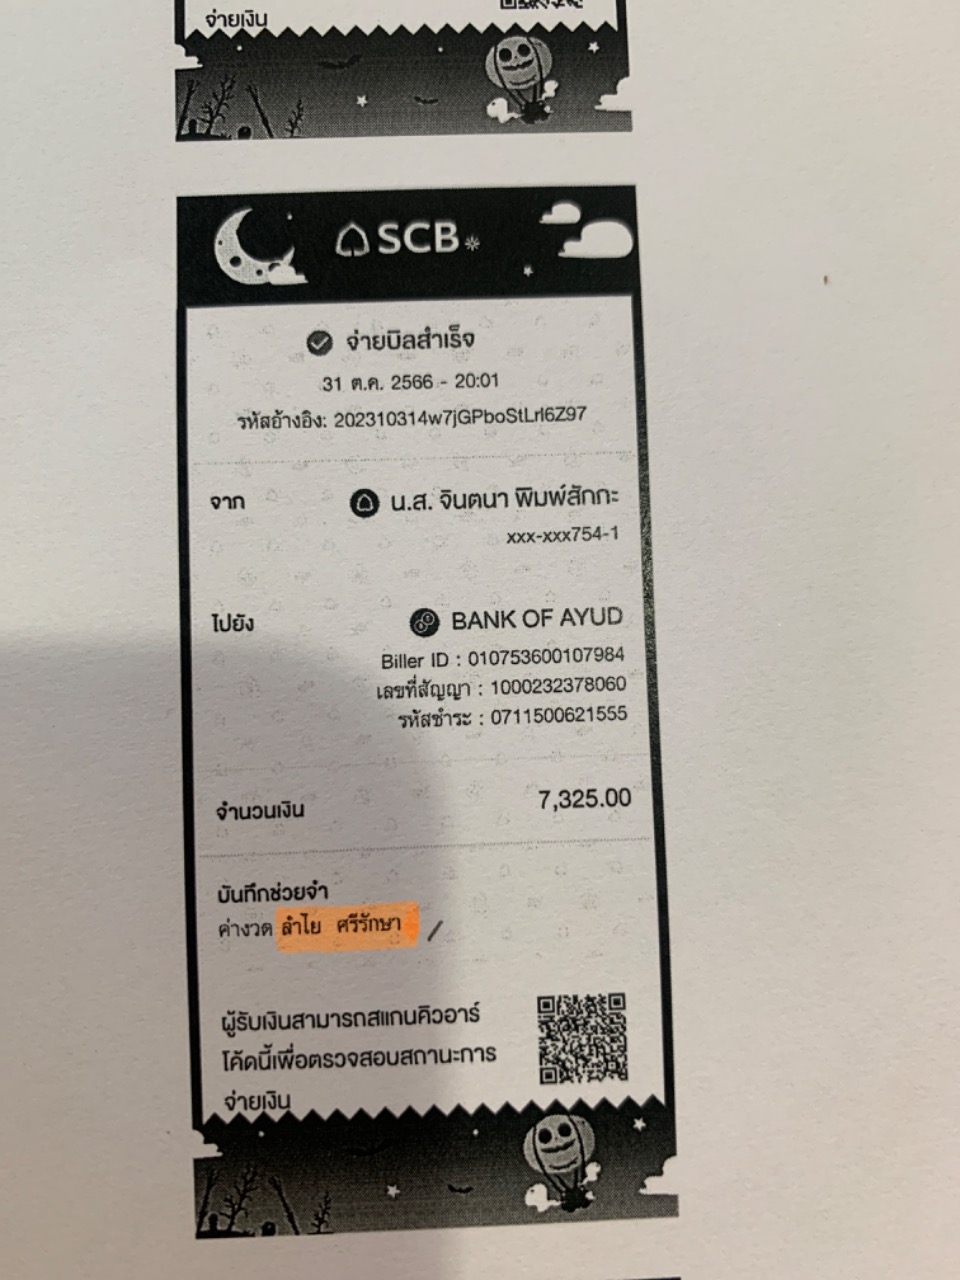 จ่ายเงิน
SCB
จ่ายบิลสำเร็จ
31 ต.ค. 2566 - 20:01
รหัสอ้างอิง: 202310314w7jGPboStLrl6Z97
จาก น.ส. จินตนา พิมพ์สักกะ
xxx-xxx754-1
ไปยัง BANK OF AYUD
Biller ID : 010753600107984
เลขที่สัญญา : 1000232378060
รหัสชำระ : 0711500621555
จำนวนเงิน 7,325.00
บันทึกช่วยจำ
ค่างวด ลำไย ศรีรักษา /
ผู้รับเงินสามารถสแกนคิวอาร์
โค้ดนี้เพื่อตรวจสอบสถานะการ
จ่ายเงิน